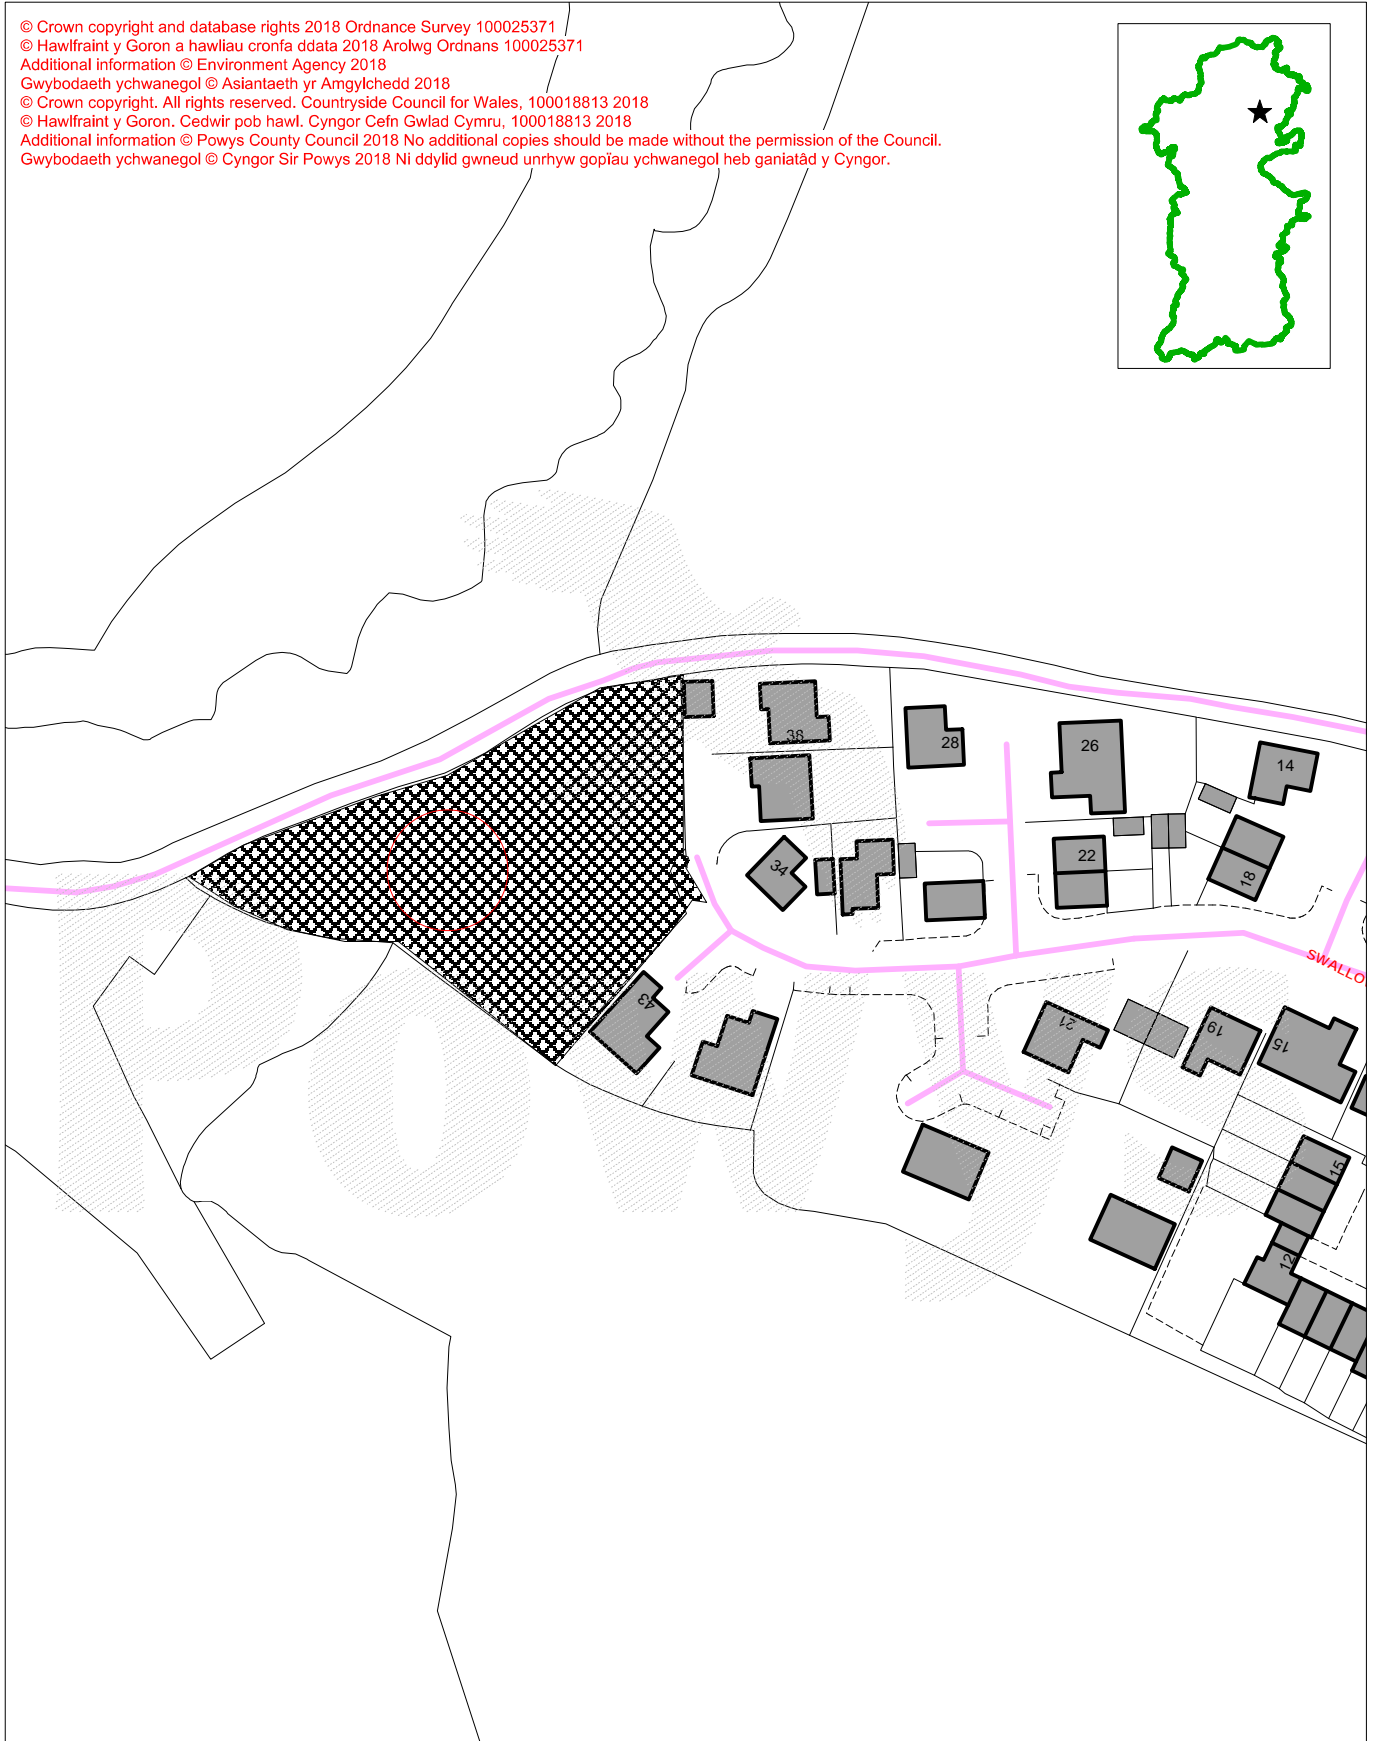 © Crown copyright and database rights 2018 Ordnance Survey 100025371
© Hawlfraint y Goron a hawliau cronfa ddata 2018 Arolwg Ordnans 100025371
Additional information © Environment Agency 2018
Gwybodaeth ychwanegol © Asiantaeth yr Amgylchedd 2018
© Crown copyright. All rights reserved. Countryside Council for Wales, 100018813 2018
© Hawlfraint y Goron. Cedwir pob hawl. Cyngor Cefn Gwlad Cymru, 100018813 2018
Additional information © Powys County Council 2018 No additional copies should be made without the permission of the Council.
Gwybodaeth ychwanegol © Cyngor Sir Powys 2018 Ni ddylid gwneud unrhyw gopïau ychwanegol heb ganiatâd y Cyngor.
38
28
26
14
34
22
18
SWALLO
43
21
19
15
15
12
Powys